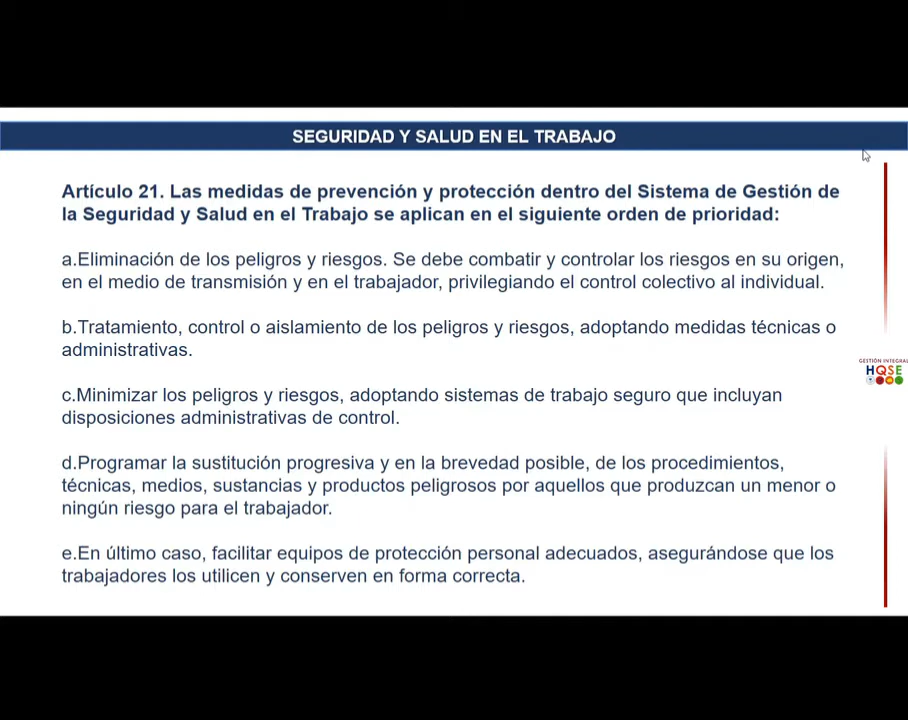 SEGURIDAD Y SALUD EN EL TRABAJO
Artículo 21. Las medidas de prevención y protección dentro del Sistema de Gestión de
la Seguridad y Salud en el Trabajo se aplican en el siguiente orden de prioridad:
a.Eliminación de los peligros y riesgos. Se debe combatir y controlar los riesgos en su origen,
en el medio de transmisión y en el trabajador, privilegiando el control colectivo al individual.
b.Tratamiento, control o aislamiento de los peligros y riesgos, adoptando medidas técnicas o
administrativas.
GESTIÓN INTEGRAL
HQSE
c.Minimizar los peligros y riesgos, adoptando sistemas de trabajo seguro que incluyan
disposiciones administrativas de control.
d.Programar la sustitución progresiva y en la brevedad posible, de los procedimientos,
técnicas, medios, sustancias y productos peligrosos por aquellos que produzcan un menor o
ningún riesgo para el trabajador.
e.En último caso, facilitar equipos de protección personal adecuados, asegurándose que los
trabajadores los utilicen y conserven en forma correcta.